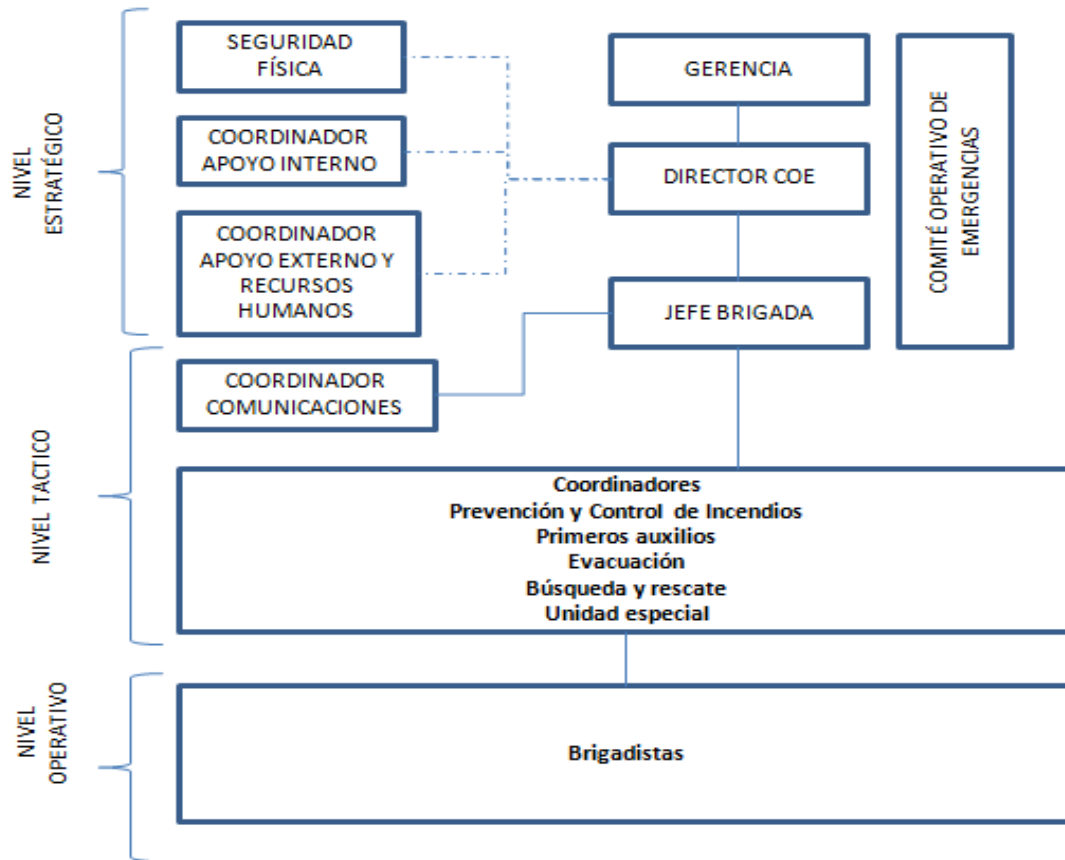 NIVEL
ESTRATÉGICO
SEGURIDAD
FÍSICA
COORDINADOR
APOYO INTERNO
COORDINADOR
APOYO EXTERNO Y
RECURSOS
HUMANOS
GERENCIA
DIRECTOR COE
JEFE BRIGADA
COMITÉ OPERATIVO DE
EMERGENCIAS
NIVEL TACTICO
COORDINADOR
COMUNICACIONES
Coordinadores
Prevención y Control de Incendios
Primeros auxilios
Evacuación
Búsqueda y rescate
Unidad especial
NIVEL
OPERATIVO
Brigadistas